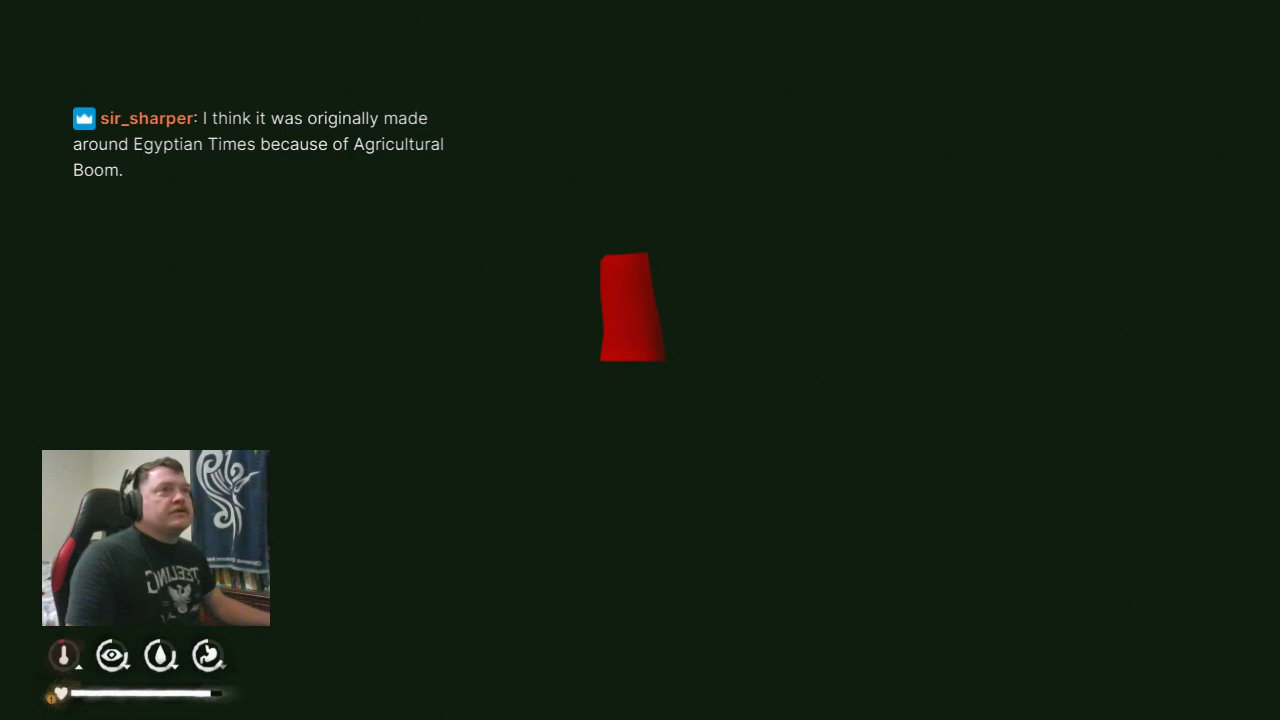 sir_sharper: I think it was originally made
around Egyptian Times because of Agricultural
Boom.